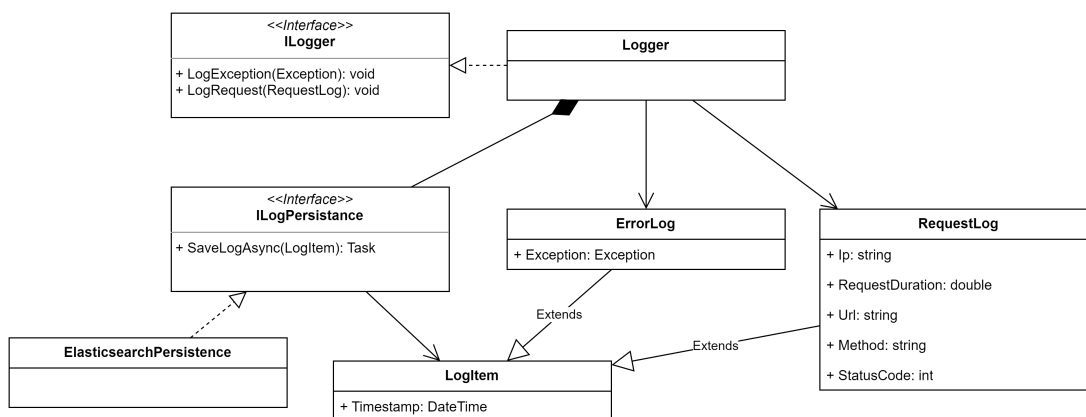 <<Interface>>
ILogger
+ LogException(Exception): void
+ LogRequest(RequestLog): void
Logger
<<Interface>>
ILogPersistance
+ SaveLogAsync(LogItem): Task
ErrorLog
+ Exception: Exception
RequestLog
+ Ip: string
+ RequestDuration: double
+ Url: string
+ Method: string
+ StatusCode: int
Extends
Extends
ElasticsearchPersistence
LogItem
+ Timestamp: DateTime